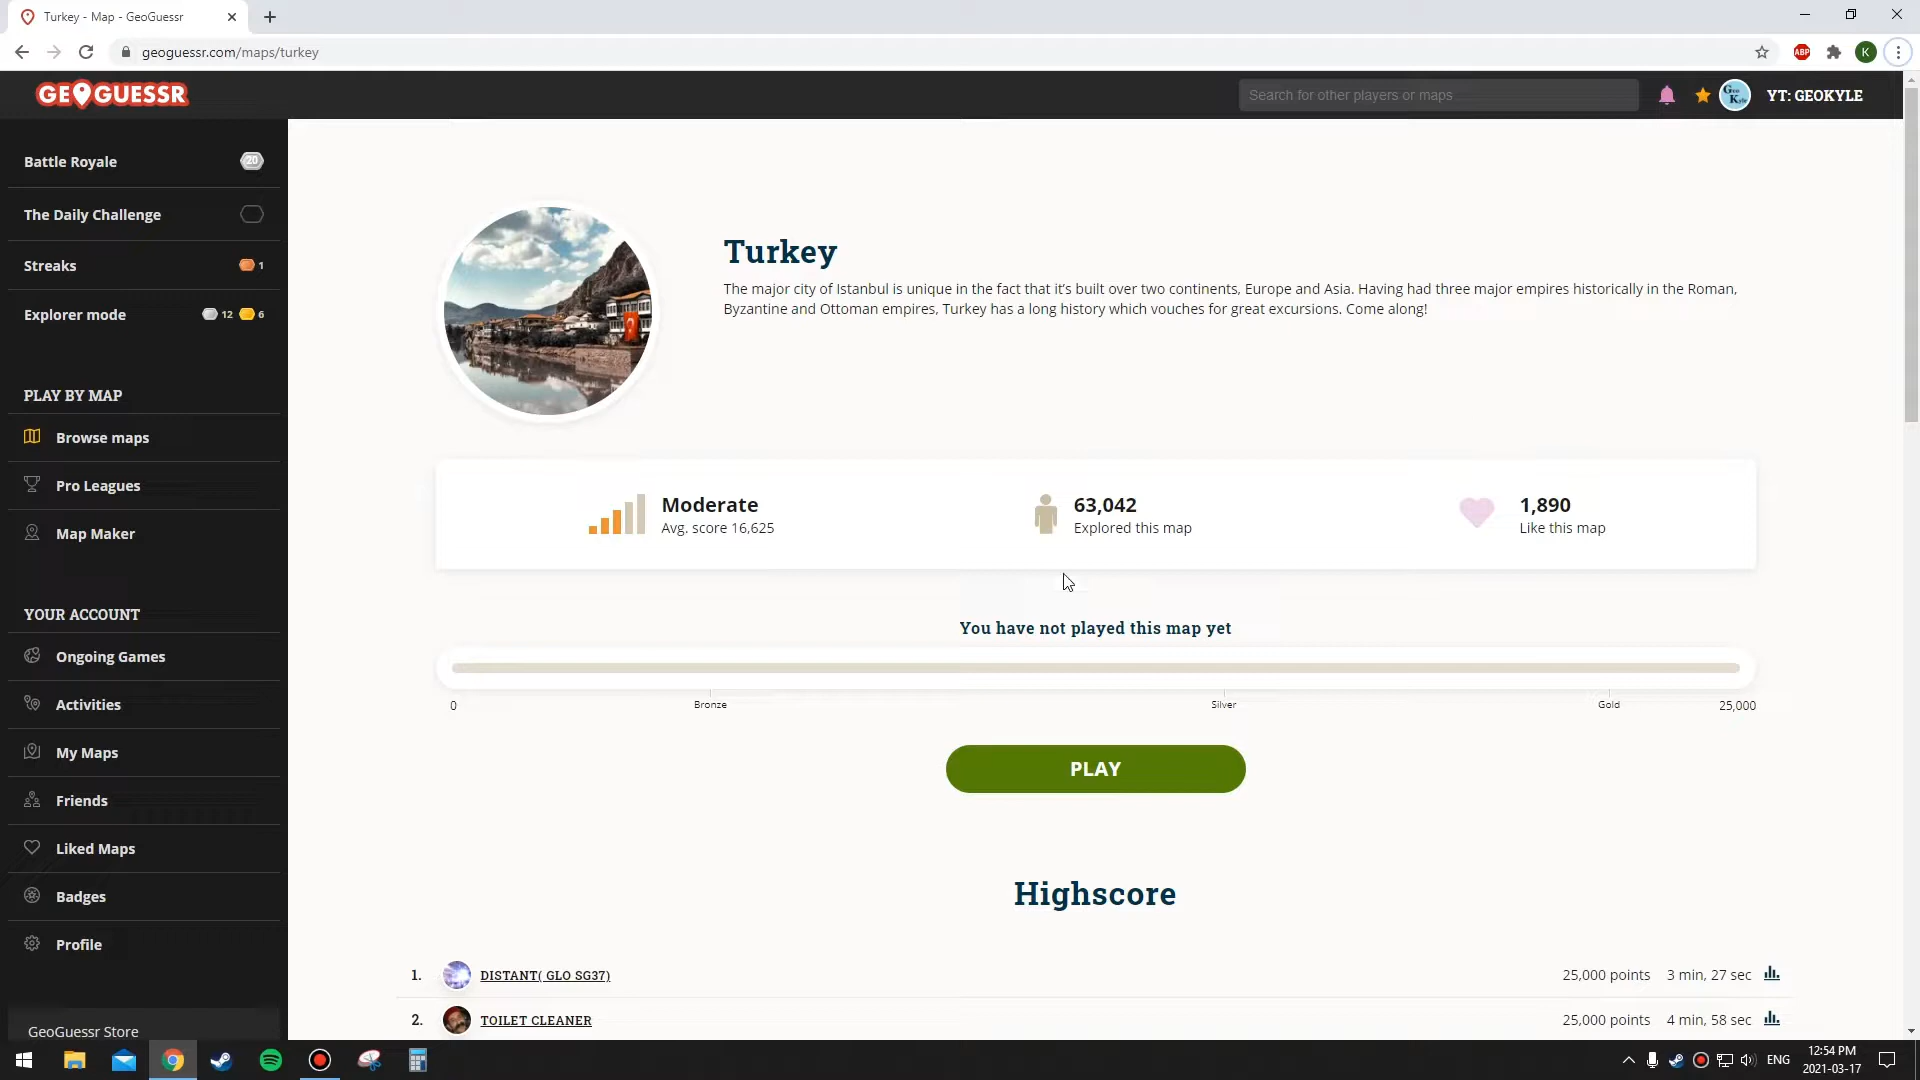 Turkey - Map - GeoGuessr
geoguessr.com/maps/turkey
ABP
K
GEOGUESSR
Search for other players or maps
Geo Kyle
YT: GEOKYLE
Battle Royale
20
The Daily Challenge
Streaks
1
Explorer mode
12
6
PLAY BY MAP
Browse maps
Pro Leagues
Map Maker
YOUR ACCOUNT
Ongoing Games
Activities
My Maps
Friends
Liked Maps
Badges
Profile
GeoGuessr Store
Turkey
The major city of Istanbul is unique in the fact that it's built over two continents, Europe and Asia. Having had three major empires historically in the Roman,
Byzantine and Ottoman empires, Turkey has a long history which vouches for great excursions. Come along!
Moderate
Avg. score 16,625
63,042
Explored this map
1,890
Like this map
You have not played this map yet
0
Bronze
Silver
Gold
25,000
PLAY
Highscore
1. DISTANT( GLO SG37) 25,000 points 3 min, 27 sec
2. TOILET CLEANER 25,000 points 4 min, 58 sec
ENG
12:54 PM
2021-03-17